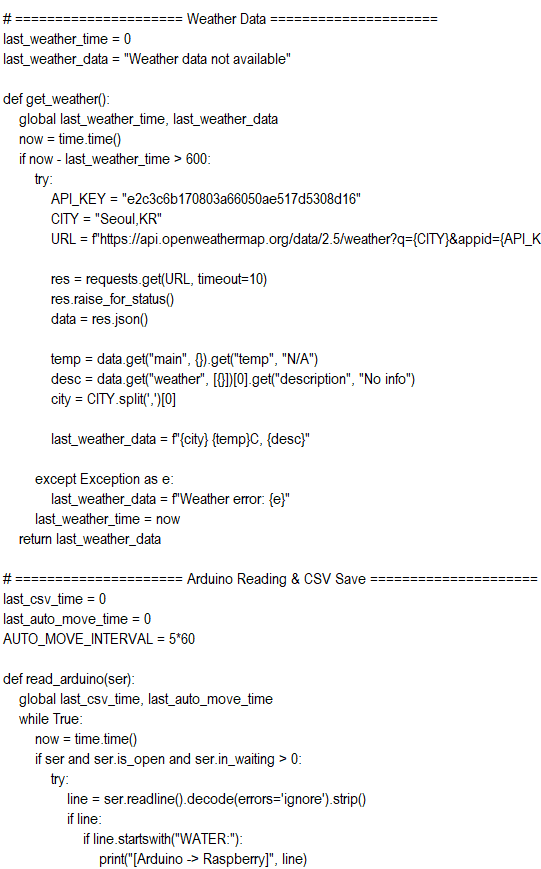 # ===================== Weather Data =====================
last_weather_time = 0
last_weather_data = "Weather data not available"
def get_weather():
global last_weather_time, last_weather_data
now = time.time()
if now - last_weather_time > 600:
try:
API_KEY = "e2c3c6b170803a66050ae517d5308d16"
CITY = "Seoul,KR"
URL = f"https://api.openweathermap.org/data/2.5/weather?q={CITY}&appid={API_K
res = requests.get(URL, timeout=10)
res.raise_for_status()
data = res.json()
temp = data.get("main", {}).get("temp", "N/A")
desc = data.get("weather", [{}])[0].get("description", "No info")
city = CITY.split(',')[0]
last_weather_data = f"{city} {temp}C, {desc}"
except Exception as e:
last_weather_data = f"Weather error: {e}"
last_weather_time = now
return last_weather_data
# ===================== Arduino Reading & CSV Save =====================
last_csv_time = 0
last_auto_move_time = 0
AUTO_MOVE_INTERVAL = 5*60
def read_arduino(ser):
global last_csv_time, last_auto_move_time
while True:
now = time.time()
if ser and ser.is_open and ser.in_waiting > 0:
try:
line = ser.readline().decode(errors='ignore').strip()
if line:
if line.startswith("WATER:"):
print("[Arduino -> Raspberry]", line)